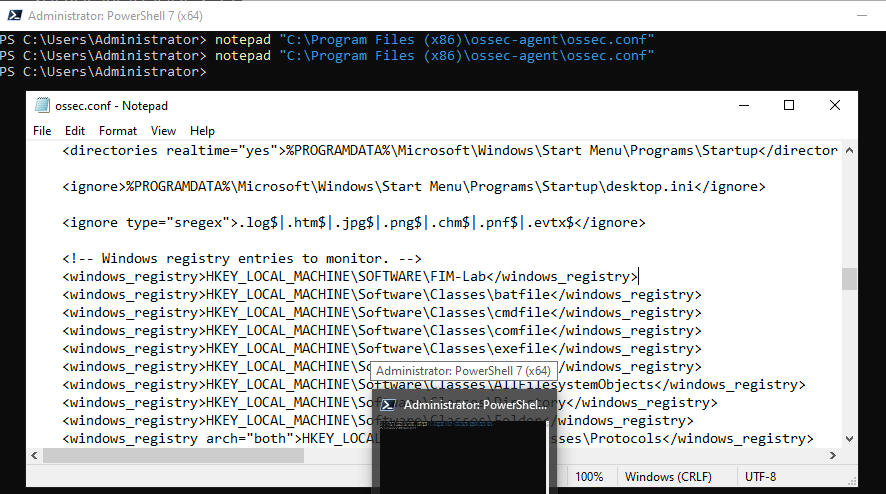 Administrator: PowerShell 7 (x64)
PS C:\Users\Administrator> notepad "C:\Program Files (x86)\ossec-agent\ossec.conf"
PS C:\Users\Administrator> notepad "C:\Program Files (x86)\ossec-agent\ossec.conf"
PS C:\Users\Administrator>
ossec.conf - Notepad
File Edit Format View Help
<directories realtime="yes">%PROGRAMDATA%\Microsoft\Windows\Start Menu\Programs\Startup</director
<ignore>%PROGRAMDATA%\Microsoft\Windows\Start Menu\Programs\Startup\desktop.ini</ignore>
<ignore type="sregex">.log$|.htm$|.jpg$|.png$|.chm$|.pnf$|.evtx$</ignore>
<!-- Windows registry entries to monitor. -->
<windows_registry>HKEY_LOCAL_MACHINE\SOFTWARE\FIM-Lab</windows_registry>
<windows_registry>HKEY_LOCAL_MACHINE\Software\Classes\batfile</windows_registry>
<windows_registry>HKEY_LOCAL_MACHINE\Software\Classes\cmdfile</windows_registry>
<windows_registry>HKEY_LOCAL_MACHINE\Software\Classes\comfile</windows_registry>
<windows_registry>HKEY_LOCAL_MACHINE\Software\Classes\exefile</windows_registry>
<windows_registry>HKEY_LOCAL_MACHINE\Software\Classes\ </windows_registry>
Administrator: PowerShell 7 (x64)
<windows_registry>HKEY_LOCAL_MACHINE\Software\Classes\AllFilesystemObjects</windows_registry>
<windows_registry>HKEY_LOCAL_ </windows_registry>
Administrator: PowerShel...
<windows_registry>HKEY_LOCAL_ </windows_registry>
<windows_registry arch="both">HKEY_LOCAL sses\Protocols</windows_registry>
100% Windows (CRLF) UTF-8